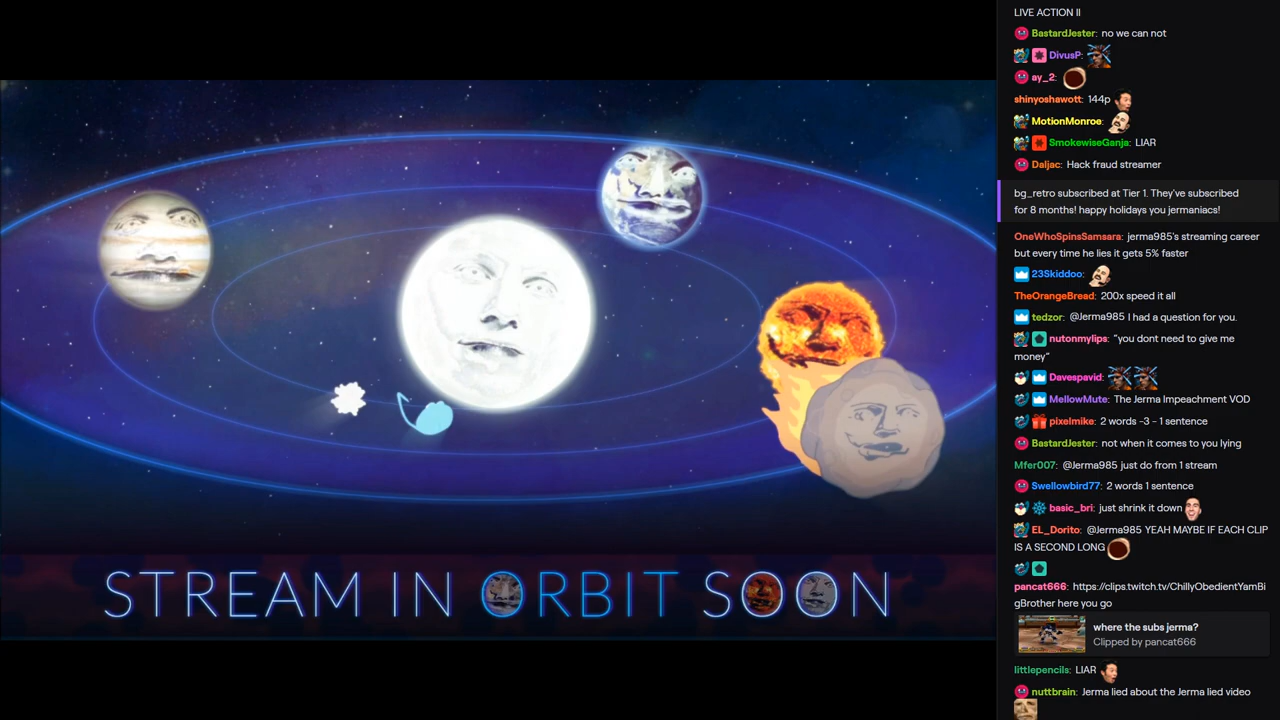 STREAM IN ORBIT SOON
LIVE ACTION II
BastardJester: no we can not
DivusP:
ay_2:
shinyoshawott: 144p
MotionMonroe:
SmokewiseGanja: LIAR
Daljac: Hack fraud streamer
bg_retro subscribed at Tier 1. They've subscribed
for 8 months! happy holidays you jermaniacs!
OneWhoSpinsSamsara: jerma985's streaming career
but every time he lies it gets 5% faster
23Skiddoo:
TheOrangeBread: 200x speed it all
tedzor: @Jerma985 I had a question for you.
nutonmylips: "you dont need to give me
money"
Davespavid:
MellowMute: The Jerma Impeachment VOD
pixelmike: 2 words -3 - 1 sentence
BastardJester: not when it comes to you lying
Mfer007: @Jerma985 just do from 1 stream
Swellowbird77: 2 words 1 sentence
basic_bri: just shrink it down
EL_Dorito: @Jerma985 YEAH MAYBE IF EACH CLIP
IS A SECOND LONG
pancat666: https://clips.twitch.tv/ChillyObedientYamBi
gBrother here you go
where the subs jerma?
Clipped by pancat666
littlepencils: LIAR
nuttbrain: Jerma lied about the Jerma lied video